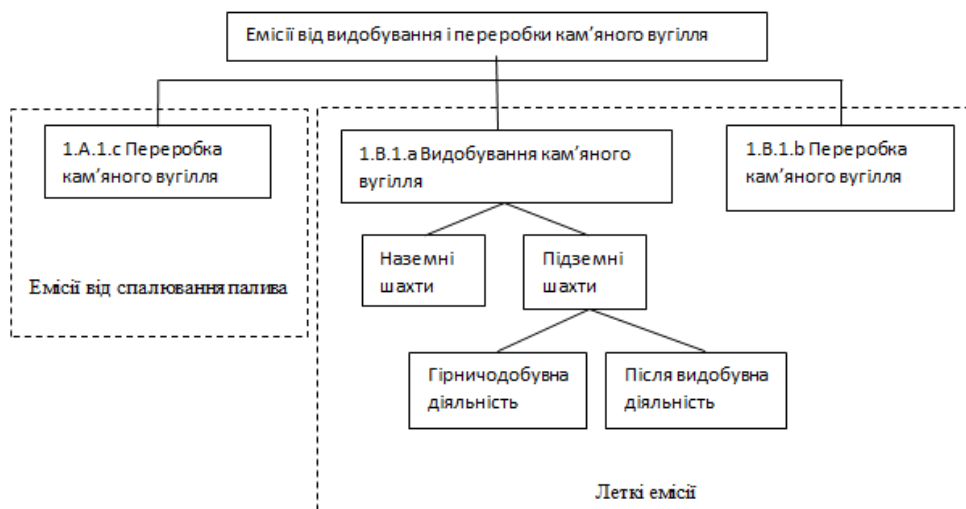 Емісії від видобування і переробки кам’яного вугілля
1.A.1.c Переробка
кам’яного вугілля
1.B.1.a Видобування кам’яного
вугілля
1.B.1.b Переробка
кам’яного вугілля
Наземні
шахти
Підземні
шахти
Емісії від спалювання палива
Гірничодобувна
діяльність
Після видобувна
діяльність
Леткі емісії